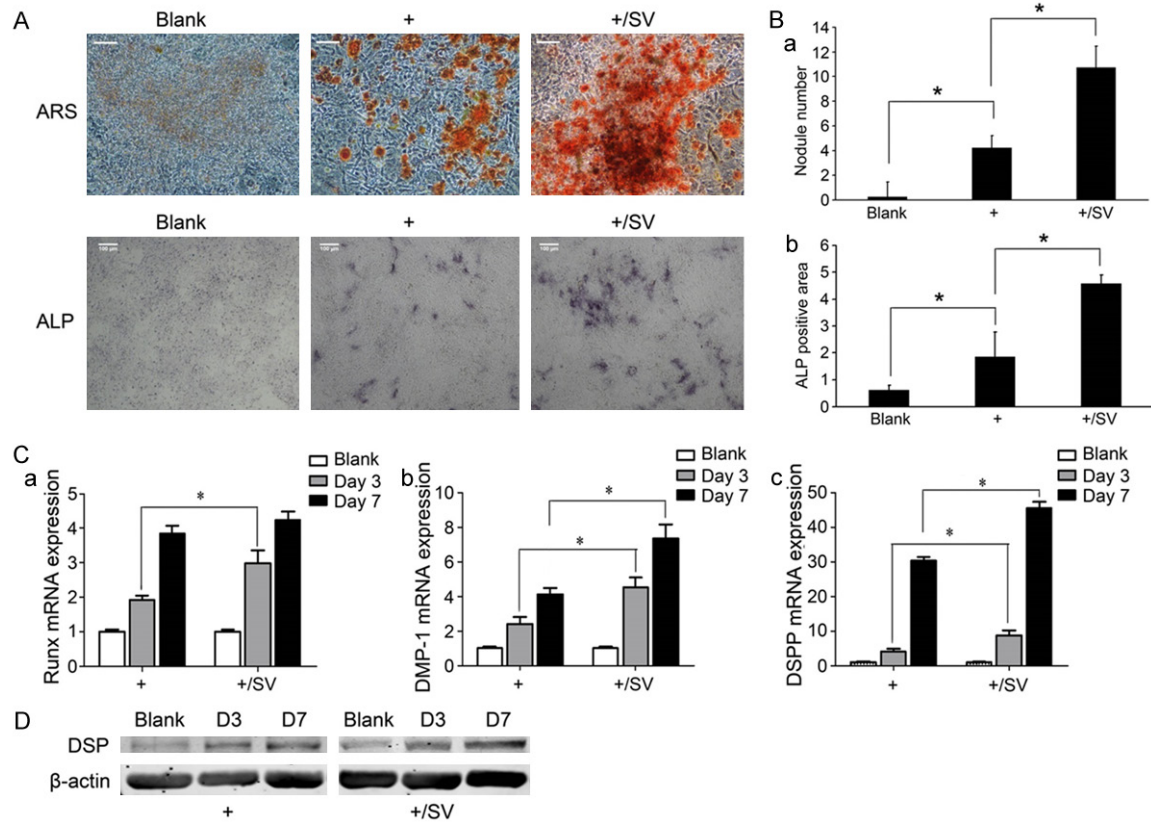 A
Blank + +/SV
ARS
Blank + +/SV
100 μm 100 μm 100 μm
ALP
B
a
Nodule number
14
12
10
8
6
4
2
0
* *
Blank + +/SV
b
ALP positive area
6
5
4
3
2
1
0
* *
Blank + +/SV
C
a
Runx mRNA expression
5
4
3
2
1
0
*
Blank
Day 3
Day 7
+ +/SV
b
DMP-1 mRNA expression
10
8
6
4
2
0
*
*
Blank
Day 3
Day 7
+ +/SV
c
DSPP mRNA expression
50
40
30
20
10
0
*
*
Blank
Day 3
Day 7
+ +/SV
D
Blank D3 D7 Blank D3 D7
DSP
β-actin
+ +/SV